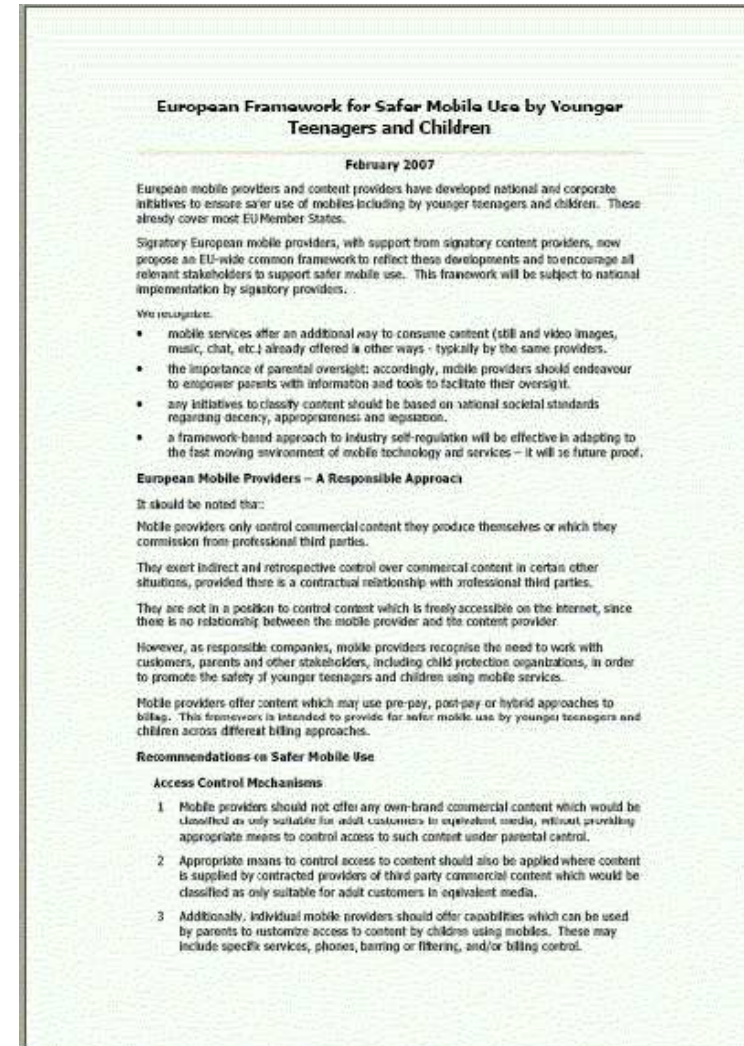 European Framework for Safer Mobile Use by Younger
Teenagers and Children
February 2007
European mobile providers and content providers have developed national and corporate
initiatives to ensure safer use of mobiles including by younger teenagers and children. These
already cover most EU Member States.
Signatory European mobile providers, with support from signatory content providers, now
propose an EU-wide common framework to reflect these developments and to encourage all
relevant stakeholders to support safer mobile use. This framework will be subject to national
implementation by signatory providers.
We recognize:
• mobile services offer an additional way to consume content (still and video images,
music, chat, etc.) already offered in other ways - typically by the same providers.
• the importance of parental oversight: accordingly, mobile providers should endeavour
to empower parents with information and tools to facilitate their oversight.
• any initiatives to classify content should be based on national societal standards
regarding decency, appropriateness and legislation.
• a framework-based approach to industry self-regulation will be effective in adapting to
the fast moving environment of mobile technology and services – it will be future proof.
European Mobile Providers – A Responsible Approach
It should be noted that:
Mobile providers only control commercial content they produce themselves or which they
commission from professional third parties.
They exert indirect and retrospective control over commercial content in certain other
situations, provided there is a contractual relationship with professional third parties.
They are not in a position to control content which is freely accessible on the internet, since
there is no relationship between the mobile provider and the content provider
However, as responsible companies, mobile providers recognise the need to work with
customers, parents and other stakeholders, including child protection organizations, in order
to promote the safety of younger teenagers and children using mobile services.
Mobile providers offer content which may use pre-pay, post-pay or hybrid approaches to
billing. This framework is intended to provide for safer mobile use by younger teenagers and
children across different billing approaches.
Recommendations on Safer Mobile Use
Access Control Mechanisms
1 Mobile providers should not offer any own-brand commercial content which would be
classified as only suitable for adult customers in equivalent media, without providing
appropriate means to control access to such content under parental control.
2 Appropriate means to control access to content should also be applied where content
is supplied by contracted providers of third party commercial content which would be
classified as only suitable for adult customers in equivalent media.
3 Additionally, individual mobile providers should offer capabilities which can be used
by parents to customize access to content by children using mobiles. These may
include specific services, phones, barring or filtering, and/or billing control.